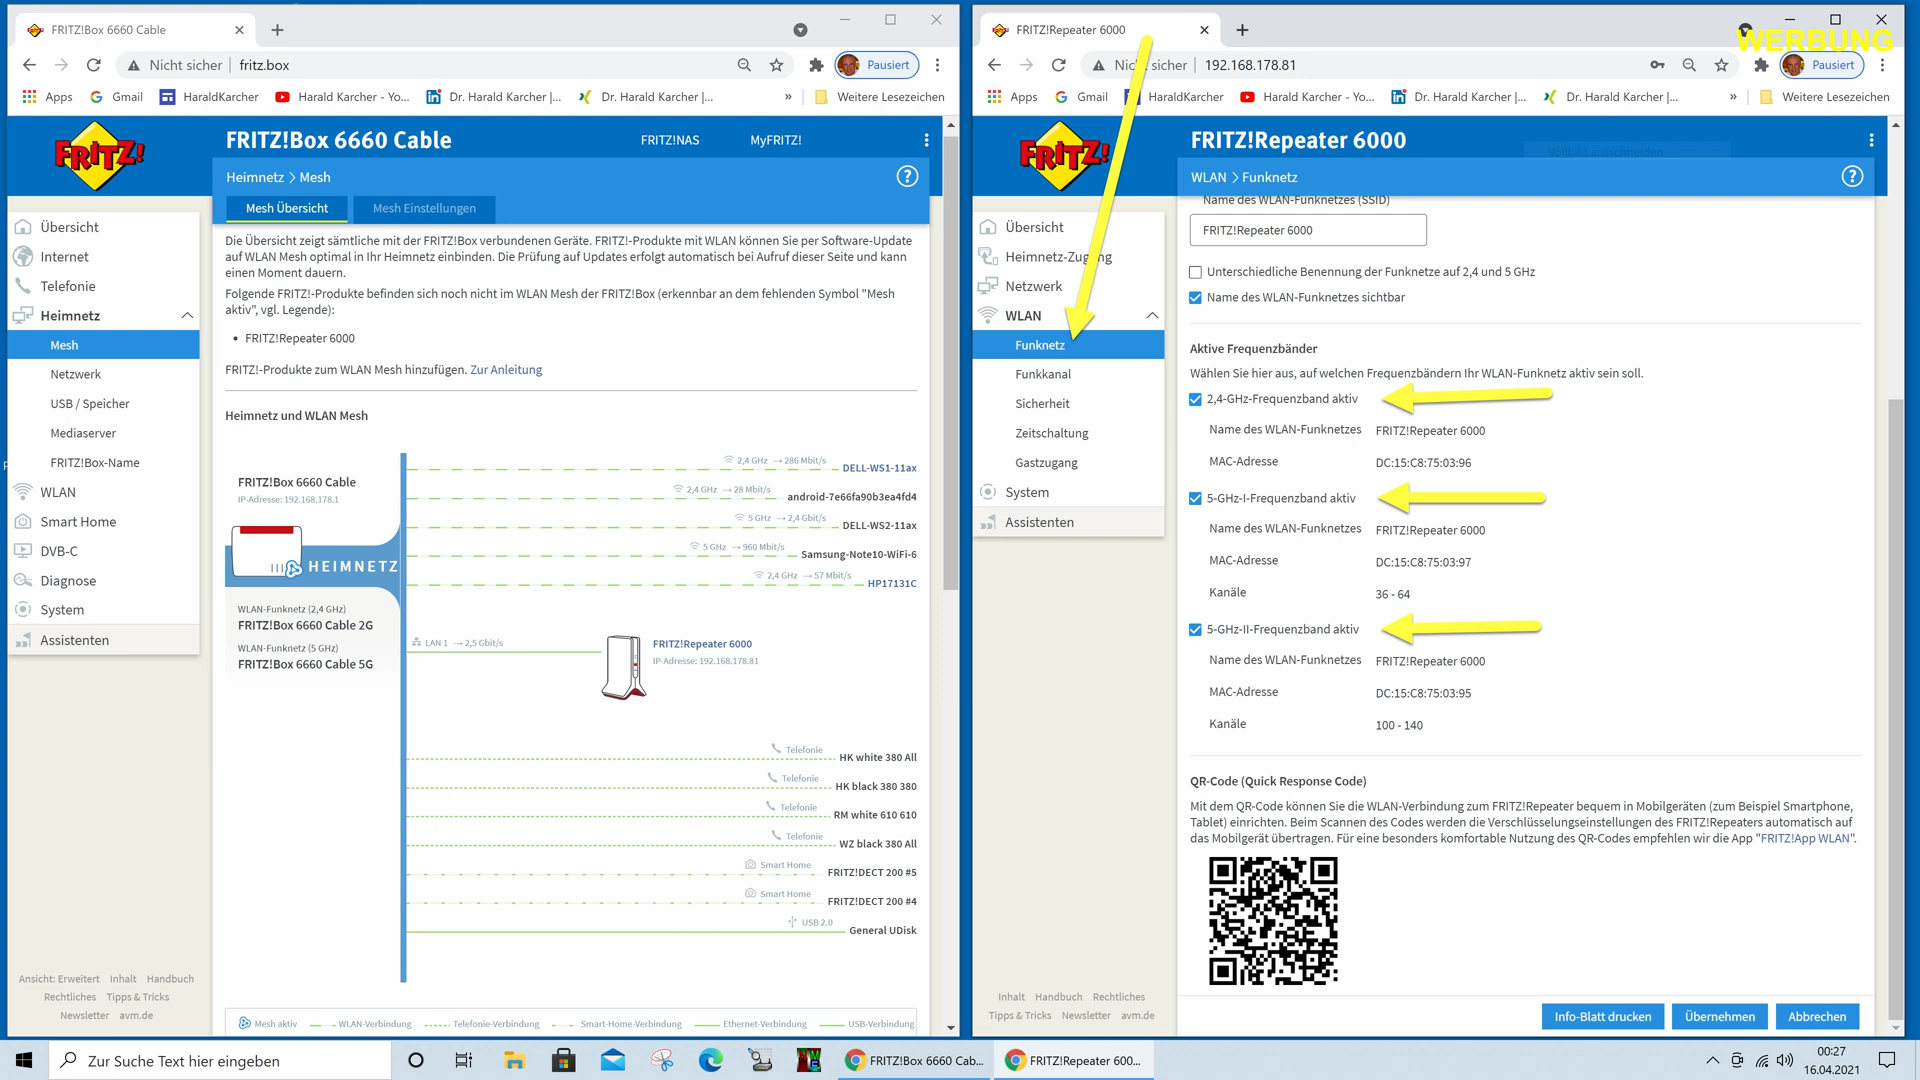 FRITZ!Box 6660 Cable
Nicht sicher
fritz.box
Pausiert
Apps
Gmail
HaraldKarcher
Harald Karcher - Yo...
Dr. Harald Karcher |...
Dr. Harald Karcher |...
»
Weitere Lesezeichen
FRITZ!
FRITZ!Box 6660 Cable
FRITZ!NAS
MyFRITZ!
Heimnetz > Mesh
Mesh Übersicht
Mesh Einstellungen
Übersicht
Internet
Telefonie
Heimnetz
Mesh
Netzwerk
USB / Speicher
Mediaserver
FRITZ!Box-Name
WLAN
Smart Home
DVB-C
Diagnose
System
Assistenten
Ansicht: Erweitert Inhalt Handbuch
Rechtliches Tipps & Tricks
Newsletter avm.de
Die Übersicht zeigt sämtliche mit der FRITZ!Box verbundenen Geräte. FRITZ!-Produkte mit WLAN können Sie per Software-Update
auf WLAN Mesh optimal in Ihr Heimnetz einbinden. Die Prüfung auf Updates erfolgt automatisch bei Aufruf dieser Seite und kann
einen Moment dauern.
Folgende FRITZ!-Produkte befinden sich noch nicht im WLAN Mesh der FRITZ!Box (erkennbar an dem fehlenden Symbol "Mesh
aktiv", vgl. Legende):
• FRITZ!Repeater 6000
FRITZ!-Produkte zum WLAN Mesh hinzufügen. Zur Anleitung
Heimnetz und WLAN Mesh
FRITZ!Box 6660 Cable
IP-Adresse: 192.168.178.1
HEIMNETZ
WLAN-Funknetz (2,4 GHz)
FRITZ!Box 6660 Cable 2G
WLAN-Funknetz (5 GHz)
FRITZ!Box 6660 Cable 5G
2,4 GHz → 286 Mbit/s
DELL-WS1-11ax
2,4 GHz → 28 Mbit/s
android-7e66fa90b3ea4fd4
5 GHz → 2,4 Gbit/s
DELL-WS2-11ax
5 GHz → 960 Mbit/s
Samsung-Note10-WiFi-6
2,4 GHz → 57 Mbit/s
HP17131C
LAN 1 → 2,5 Gbit/s
FRITZ!Repeater 6000
IP-Adresse: 192.168.178.81
Telefonie
HK white 380 All
Telefonie
HK black 380 380
Telefonie
RM white 610 610
Telefonie
WZ black 380 All
Smart Home
FRITZ!DECT 200 #5
Smart Home
FRITZ!DECT 200 #4
USB 2.0
General UDisk
Mesh aktiv WLAN-Verbindung Telefonie-Verbindung Smart-Home-Verbindung Ethernet-Verbindung USB-Verbindung
FRITZ!Repeater 6000
WERBUNG
192.168.178.81
Pausiert
Apps
Gmail
HaraldKarcher
Harald Karcher - Yo...
Dr. Harald Karcher |...
Dr. Harald Karcher |...
»
Weitere Lesezeichen
FRITZ!
FRITZ!Repeater 6000
Vollbild ausschneiden
WLAN > Funknetz
Übersicht
Heimnetz-Zugang
Netzwerk
WLAN
Funknetz
Funkkanal
Sicherheit
Zeitschaltung
Gastzugang
System
Assistenten
Inhalt Handbuch Rechtliches
Tipps & Tricks Newsletter avm.de
Name des WLAN-Funknetzes (SSID)
FRITZ!Repeater 6000
Unterschiedliche Benennung der Funknetze auf 2,4 und 5 GHz
Name des WLAN-Funknetzes sichtbar
Aktive Frequenzbänder
Wählen Sie hier aus, auf welchen Frequenzbändern Ihr WLAN-Funknetz aktiv sein soll.
2,4-GHz-Frequenzband aktiv
Name des WLAN-Funknetzes FRITZ!Repeater 6000
MAC-Adresse DC:15:C8:75:03:96
5-GHz-I-Frequenzband aktiv
Name des WLAN-Funknetzes FRITZ!Repeater 6000
MAC-Adresse DC:15:C8:75:03:97
Kanäle 36 - 64
5-GHz-II-Frequenzband aktiv
Name des WLAN-Funknetzes FRITZ!Repeater 6000
MAC-Adresse DC:15:C8:75:03:95
Kanäle 100 - 140
QR-Code (Quick Response Code)
Mit dem QR-Code können Sie die WLAN-Verbindung zum FRITZ!Repeater bequem in Mobilgeräten (zum Beispiel Smartphone,
Tablet) einrichten. Beim Scannen des Codes werden die Verschlüsselungseinstellungen des FRITZ!Repeaters automatisch auf
das Mobilgerät übertragen. Für eine besonders komfortable Nutzung des QR-Codes empfehlen wir die App "FRITZ!App WLAN".
Info-Blatt drucken
Übernehmen
Abbrechen
Zur Suche Text hier eingeben
FRITZ!Box 6660 Cab...
FRITZ!Repeater 600...
00:27
16.04.2021